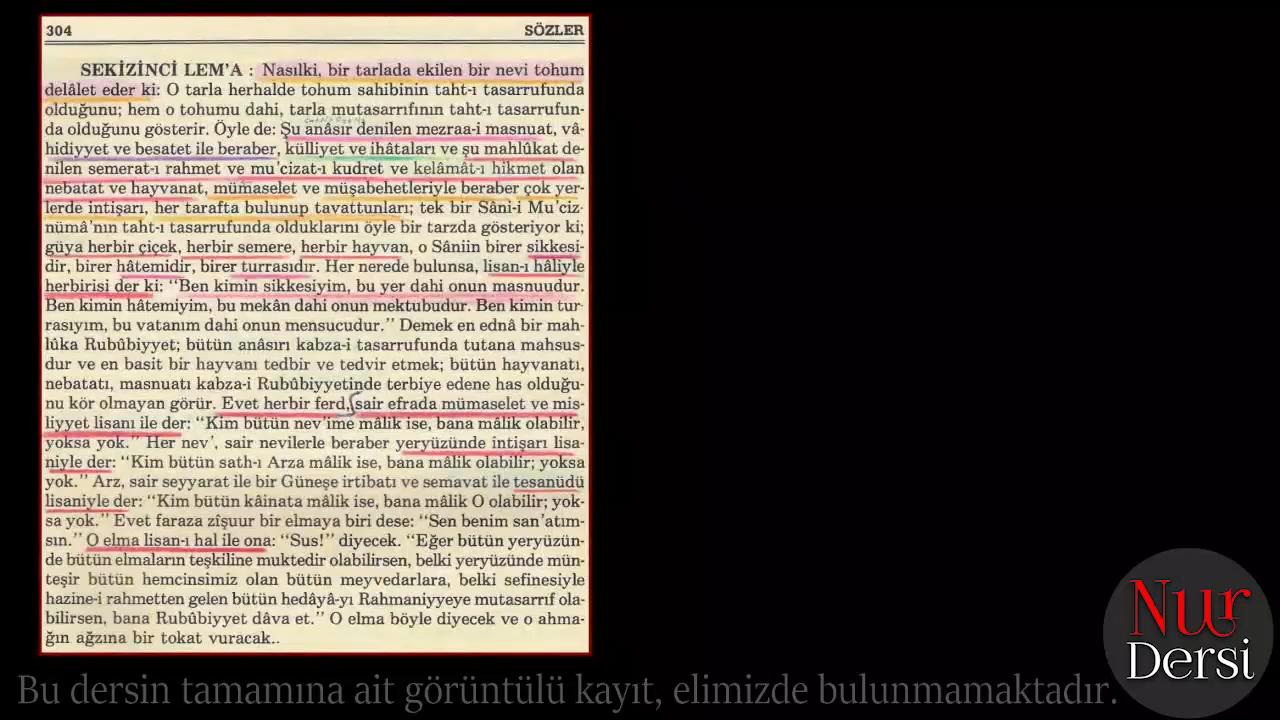 304 SÖZLER
SEKİZİNCİ LEM'A : Nasılki, bir tarlada ekilen bir nevi tohum
delâlet eder ki: O tarla herhalde tohum sahibinin taht-ı tasarrufunda
olduğunu; hem o tohumu dahi, tarla mutasarrıfının taht-ı tasarrufun-
da olduğunu gösterir. Öyle de: Şu anâsır denilen mezraa-i masnuat, vâ-
hidiyyet ve besatet ile beraber, külliyet ve ihâtaları ve şu mahlûkat de-
nilen semerat-ı rahmet ve mu'cizat-ı kudret ve kelâmât-ı hikmet olan
nebatat ve hayvanat, mümaselet ve müşabehetleriyle beraber çok yer-
lerde intişarı, her tarafta bulunup tavattunları; tek bir Sâni-i Mu'ciz-
nümâ'nın taht-ı tasarrufunda olduklarını öyle bir tarzda gösteriyor ki;
güya herbir çiçek, herbir semere, herbir hayvan, o Sâniin birer sikkesi-
dir, birer hâtemidir, birer turrasıdır. Her nerede bulunsa, lisan-ı hâliyle
herbirisi der ki: "Ben kimin sikkesiyim, bu yer dahi onun masnuudur.
Ben kimin hâtemiyim, bu mekân dahi onun mektubudur. Ben kimin tur-
rasıyım, bu vatanım dahi onun mensucudur." Demek en ednâ bir mah-
lûka Rubûbiyyet; bütün anâsırı kabza-i tasarrufunda tutana mahsus-
dur ve en basit bir hayvanı tedbir ve tedvir etmek; bütün hayvanatı,
nebatatı, masnuatı kabza-i Rubûbiyyetinde terbiye edene has olduğu-
nu kör olmayan görür. Evet herbir ferd, sair efrada mümaselet ve mis-
liyyet lisanı ile der: "Kim bütün nev'ime mâlik ise, bana mâlik olabilir,
yoksa yok." Her nev', sair nevilerle beraber yeryüzünde intişarı lisa-
niyle der: "Kim bütün sath-ı Arza mâlik ise, bana mâlik olabilir; yoksa
yok." Arz, sair seyyarat ile bir Güneşe irtibatı ve semavat ile tesanüdü
lisaniyle der: "Kim bütün kâinata mâlik ise, bana mâlik O olabilir; yok-
sa yok." Evet faraza zîşuur bir elmaya biri dese: "Sen benim san'atım-
sın." O elma lisan-ı hal ile ona: "Sus!" diyecek. "Eğer bütün yeryüzün-
de bütün elmaların teşkiline muktedir olabilirsen, belki yeryüzünde mün-
teşir bütün hemcinsimiz olan bütün meyvedarlara, belki sefinesiyle
hazine-i rahmetten gelen bütün hedâyâ-yı Rahmaniyyeye mutasarrıf ola-
bilirsen, bana Rubûbiyyet dâva et." O elma böyle diyecek ve o ahma-
ğın ağzına bir tokat vuracak..
Nur
Dersi
Bu dersin tamamına ait görüntülü kayıt, elimizde bulunmamaktadır.